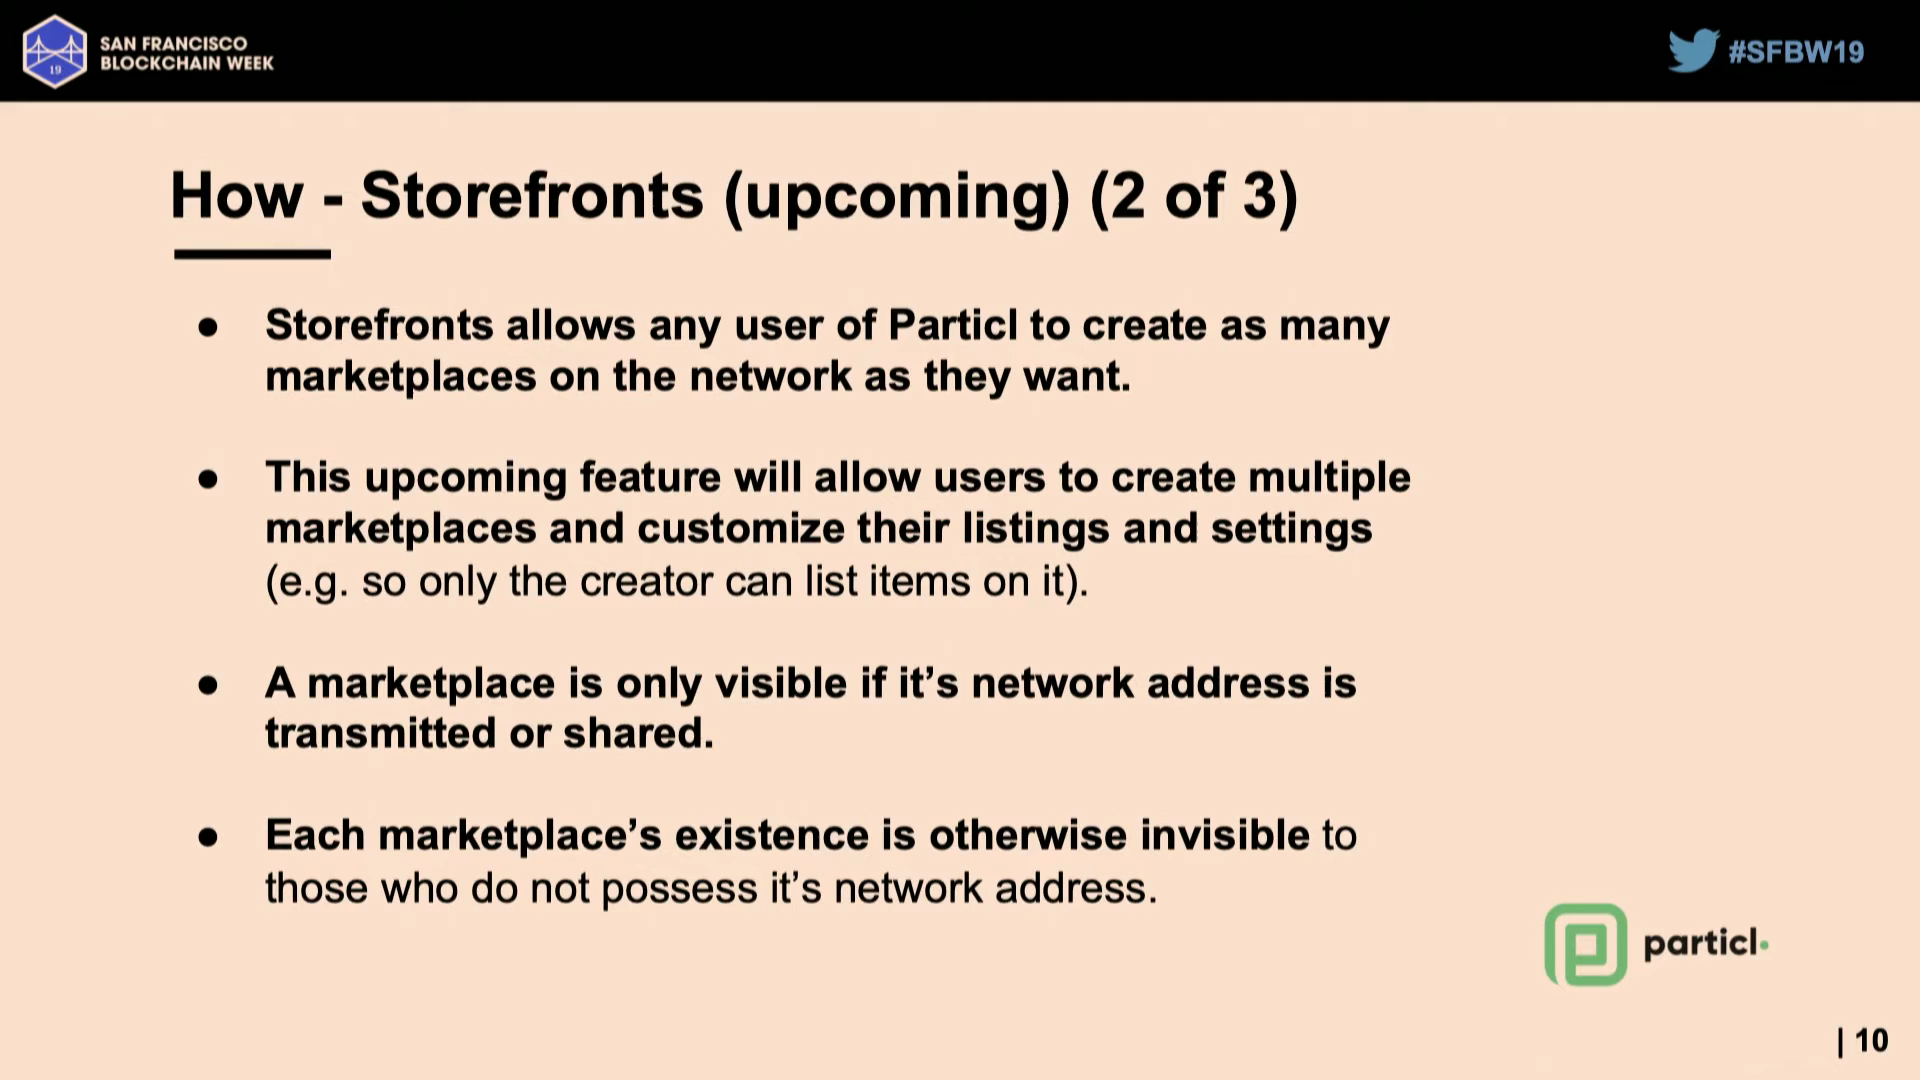 SAN FRANCISCO
BLOCKCHAIN WEEK
19
#SFBW19
How - Storefronts (upcoming) (2 of 3)
● Storefronts allows any user of Particl to create as many
marketplaces on the network as they want.
● This upcoming feature will allow users to create multiple
marketplaces and customize their listings and settings
(e.g. so only the creator can list items on it).
● A marketplace is only visible if it’s network address is
transmitted or shared.
● Each marketplace’s existence is otherwise invisible to
those who do not possess it’s network address.
particl
| 10